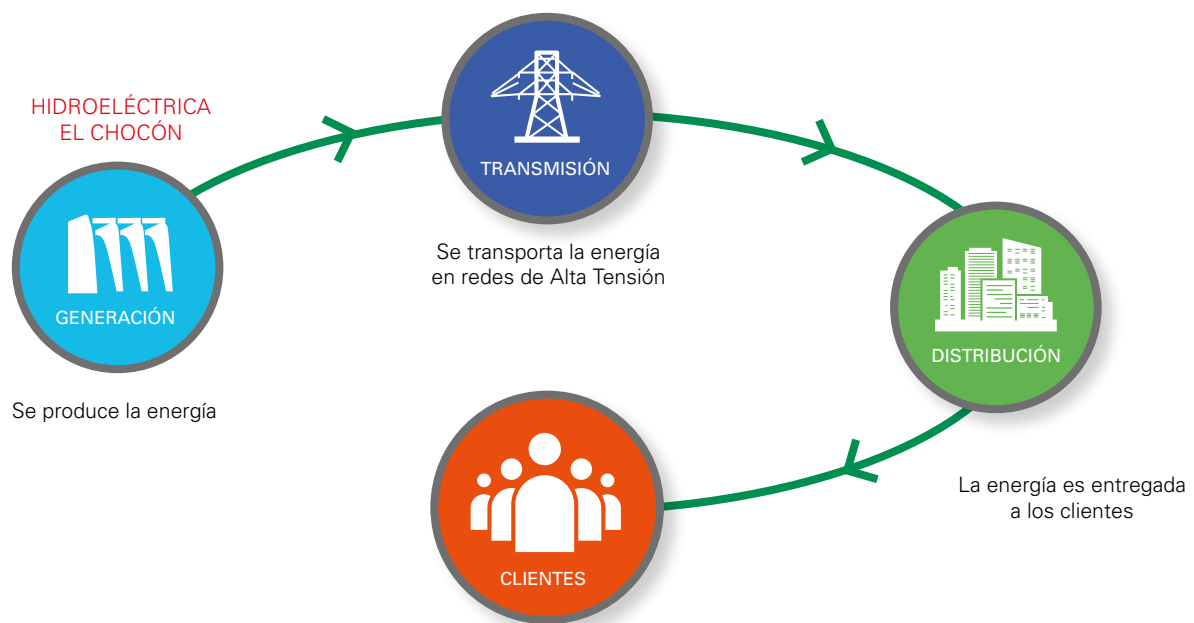 HIDROELÉCTRICA
EL CHOCÓN
GENERACIÓN
Se produce la energía
TRANSMISIÓN
Se transporta la energía
en redes de Alta Tensión
DISTRIBUCIÓN
La energía es entregada
a los clientes
CLIENTES